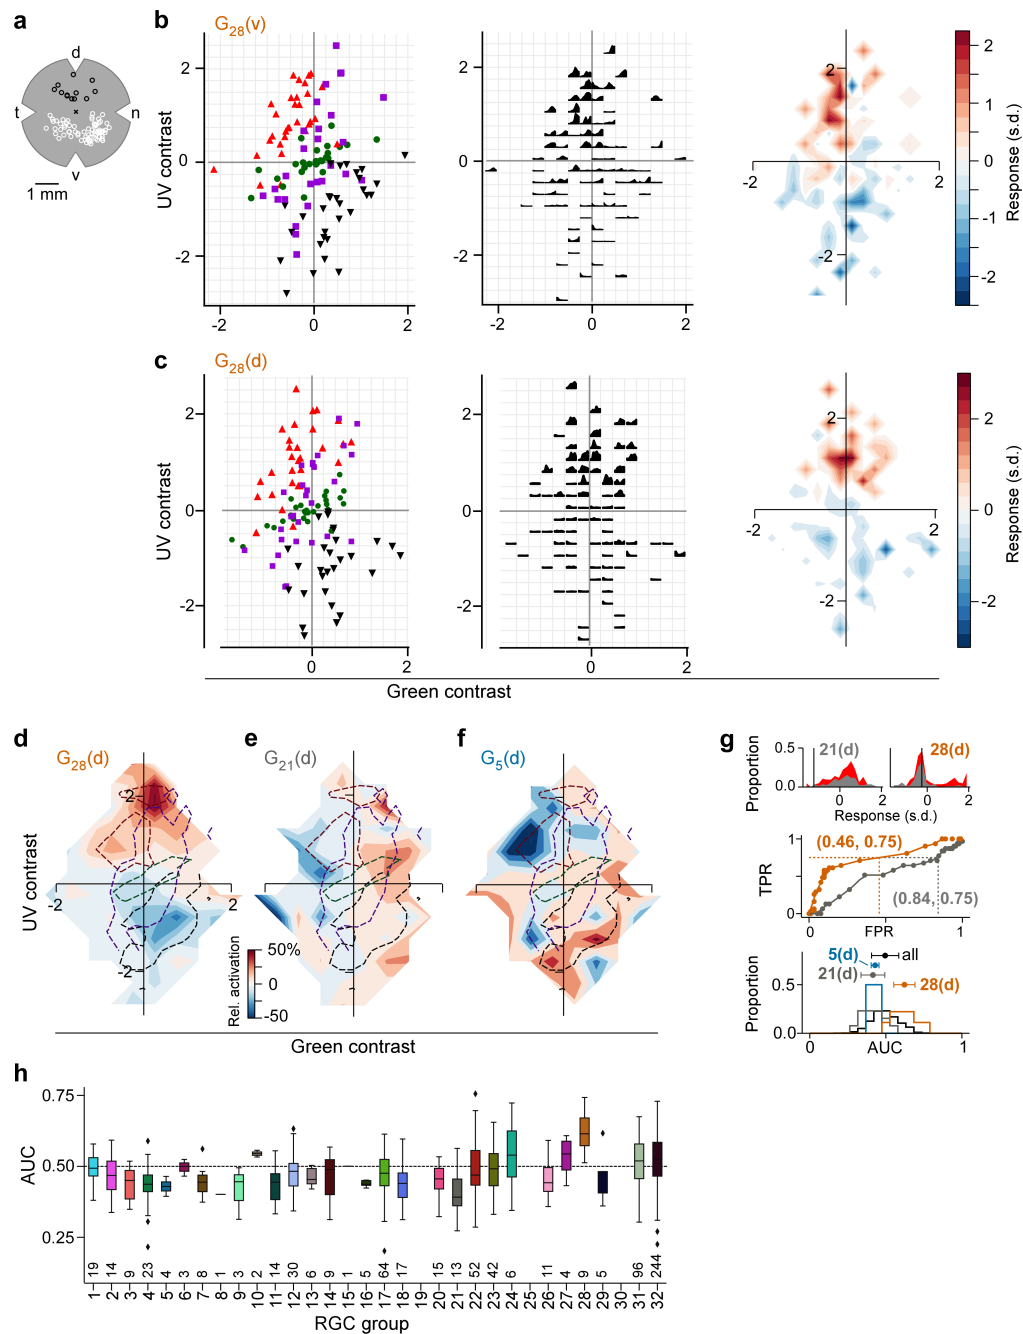 a
d
t
n
v
1 mm
b
G28(v)
UV contrast
2
0
-2
-2
0
2
2
0
-2
-2
0
2
2
-2
2
-2
2
1
0
-1
-2
Response (s.d.)
c
G28(d)
UV contrast
2
0
-2
0
2
2
0
-2
0
2
2
-2
2
-2
2
0
-2
Response (s.d.)
Green contrast
d
G28(d)
UV contrast
2
-2
2
-2
e
G21(d)
Rel. activation
50%
0
-50
f
G5(d)
Green contrast
g
Proportion
0.5
0.0
21(d)
28(d)
0
2
0
2
Response (s.d.)
TPR
1
0
(0.46, 0.75)
(0.84, 0.75)
0
FPR
1
Proportion
0.5
0.0
5(d)
all
21(d)
28(d)
0
AUC
1
h
AUC
0.75
0.50
0.25
19 14 9 23 4 3 8 1 3 2 14 30 6 9 1 5 64 17 15 13 52 42 6 11 4 9 5 96 244
1 2 3 4 5 6 7 8 9 10 11 12 13 14 15 16 17 18 19 20 21 22 23 24 25 26 27 28 29 30 31 32
RGC group